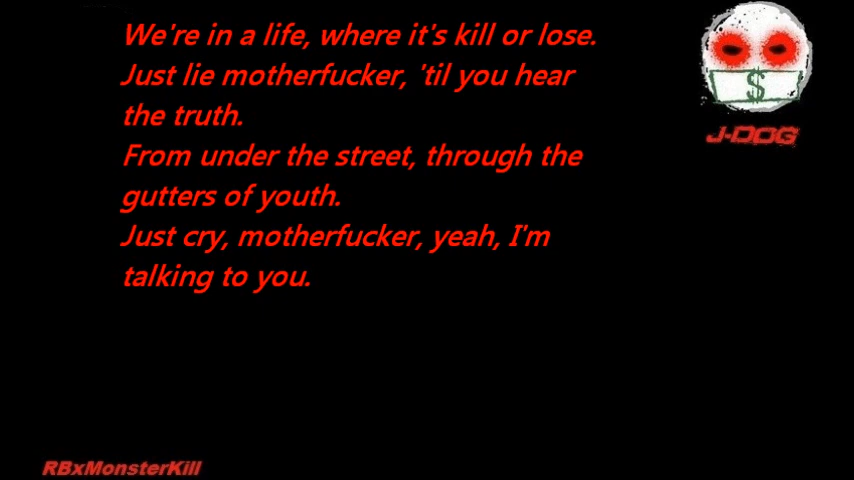 We're in a life, where it's kill or lose.
Just lie motherfucker, 'til you hear
the truth.
From under the street, through the
gutters of youth.
Just cry, motherfucker, yeah, I'm
talking to you.
$
J-DOG
RBxMonsterKill